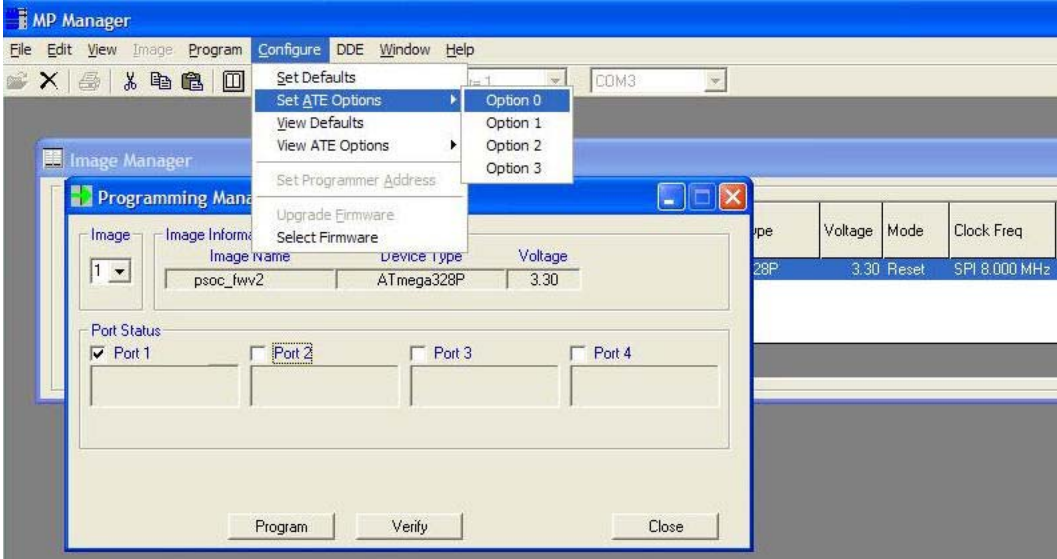 MP Manager
File Edit View Image Program Configure DDE Window Help
COM3
Set Defaults
Set ATE Options
View Defaults
View ATE Options
Set Programmer Address
Upgrade Firmware
Select Firmware
Option 0
Option 1
Option 2
Option 3
Image Manager
Voltage Mode Clock Freq
28P 3.30 Reset SPI 8.000 MHz
Programming Mana
Image
1
Image Informa
Image Name Device Type Voltage
psoc_fwv2 ATmega328P 3.30
Port Status
Port 1 Port 2 Port 3 Port 4
Program Verify Close